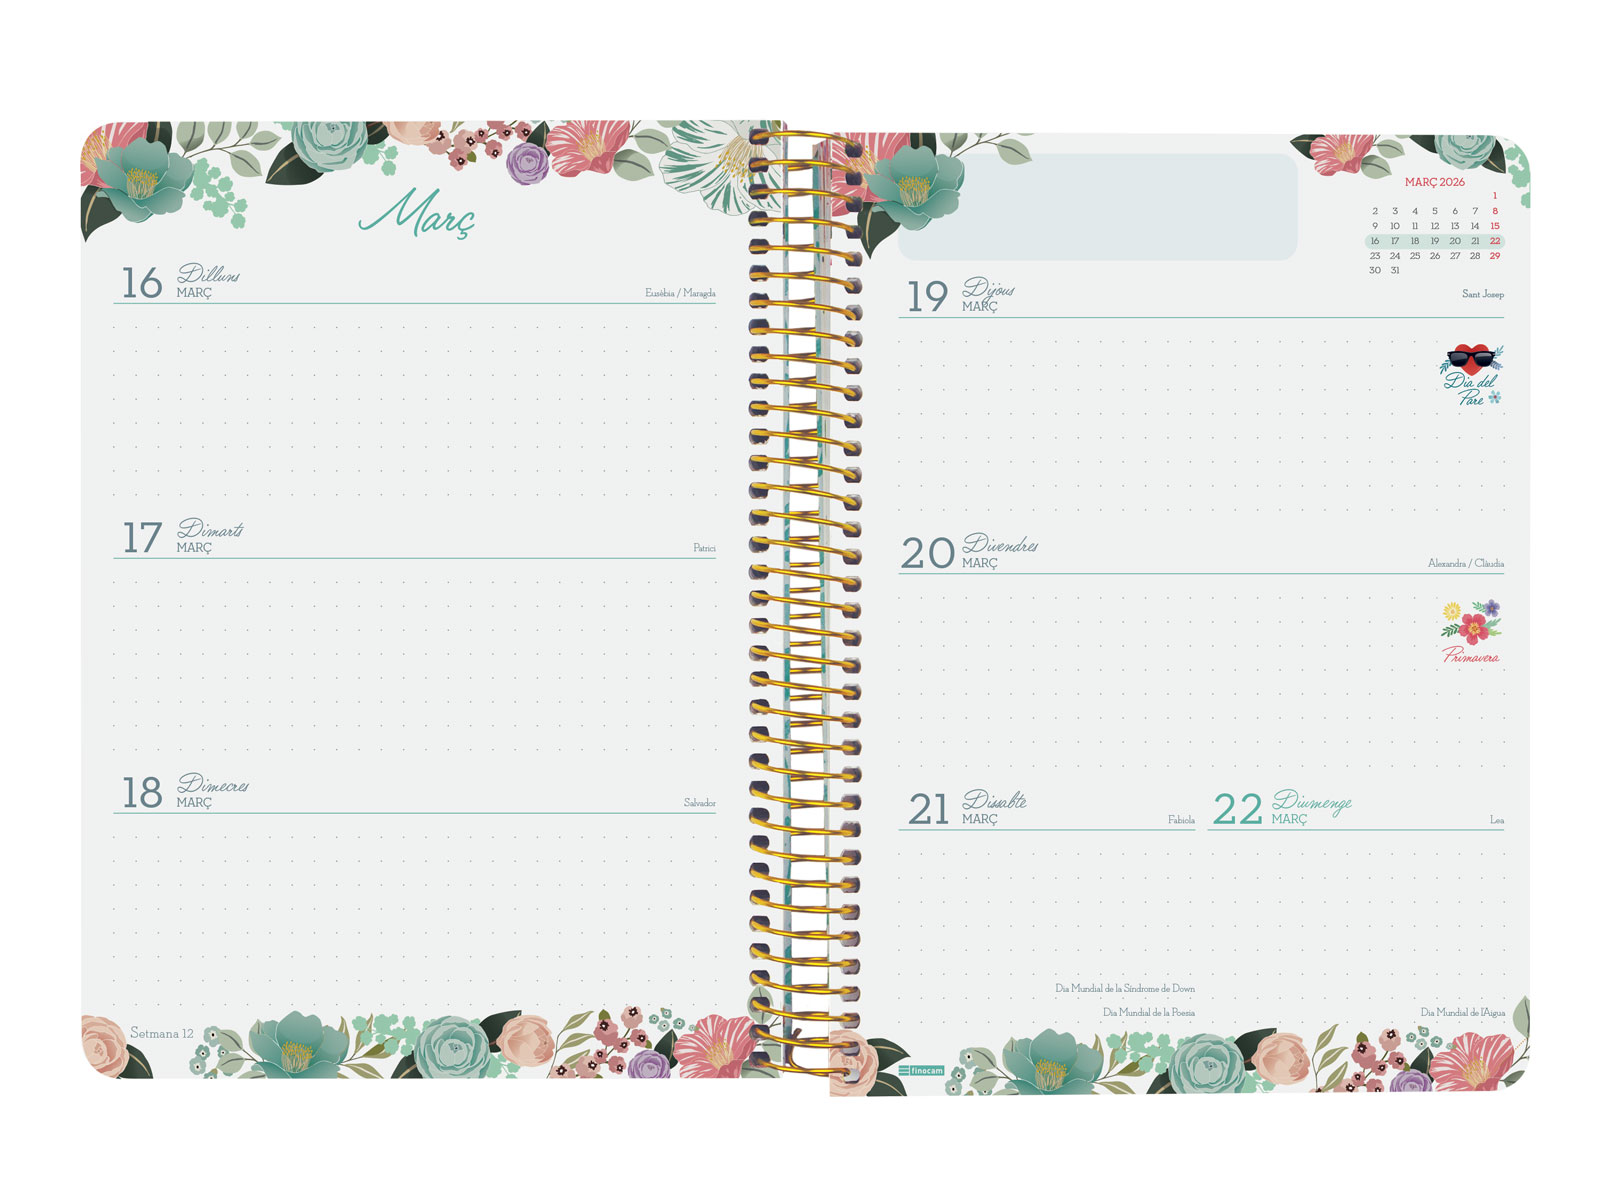 Març
16 Dilluns
MARÇ
Eusèbia / Maragda
17 Dimarts
MARÇ
Patrici
18 Dimecres
MARÇ
Salvador
Setmana 12
MARÇ 2026
1
2 3 4 5 6 7 8
9 10 11 12 13 14 15
16 17 18 19 20 21 22
23 24 25 26 27 28 29
30 31
19 Dijous
MARÇ
Sant Josep
Dia del
Pare
20 Divendres
MARÇ
Alexandra / Clàudia
Primavera
21 Dissabte
MARÇ
Fabiola
Dia Mundial de la Síndrome de Down
Dia Mundial de la Poesia
22 Diumenge
MARÇ
Lea
Dia Mundial de l'Aigua
finocam